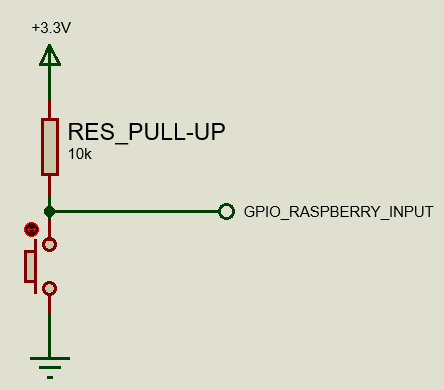 +3.3V
RES_PULL-UP
10k
GPIO_RASPBERRY_INPUT